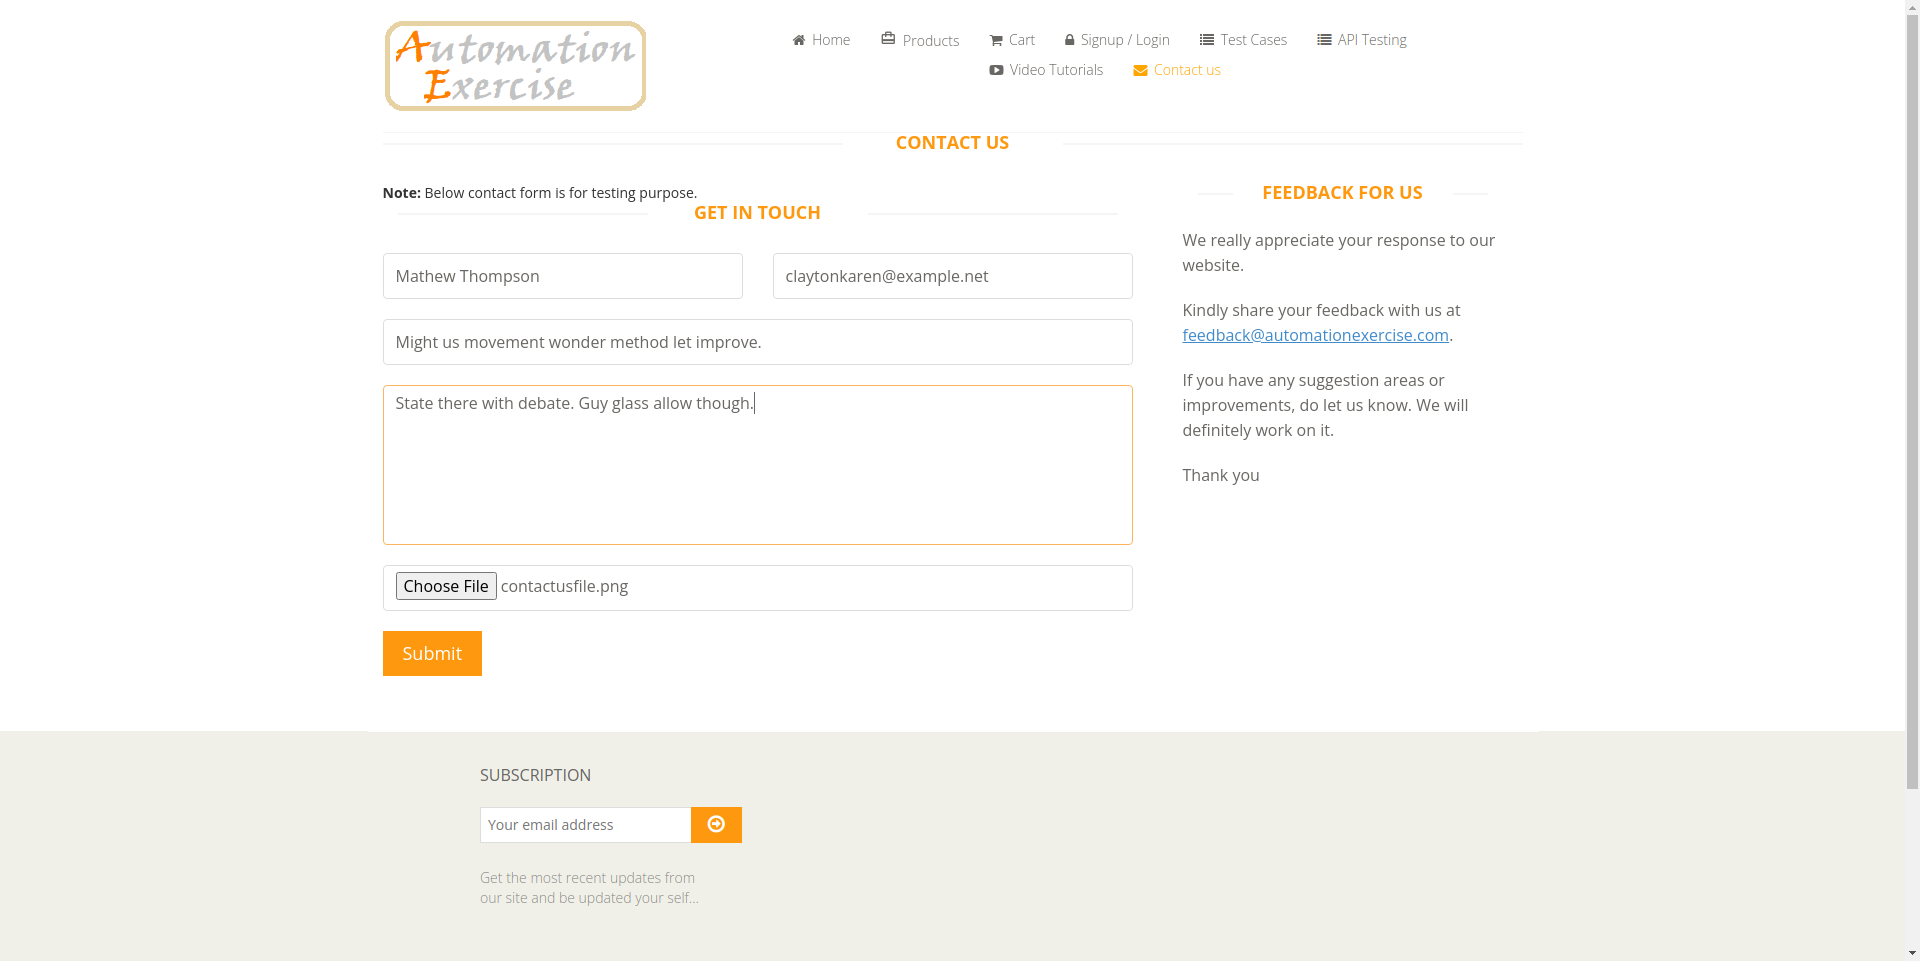 Automation
Exercise
Home
Products
Cart
Signup / Login
Test Cases
API Testing
Video Tutorials
Contact us
CONTACT US
Note: Below contact form is for testing purpose.
GET IN TOUCH
Mathew Thompson
claytonkaren@example.net
Might us movement wonder method let improve.
State there with debate. Guy glass allow though.
Choose File contactusfile.png
Submit
FEEDBACK FOR US
We really appreciate your response to our
website.
Kindly share your feedback with us at
feedback@automationexercise.com.
If you have any suggestion areas or
improvements, do let us know. We will
definitely work on it.
Thank you
SUBSCRIPTION
Your email address
Get the most recent updates from
our site and be updated your self...